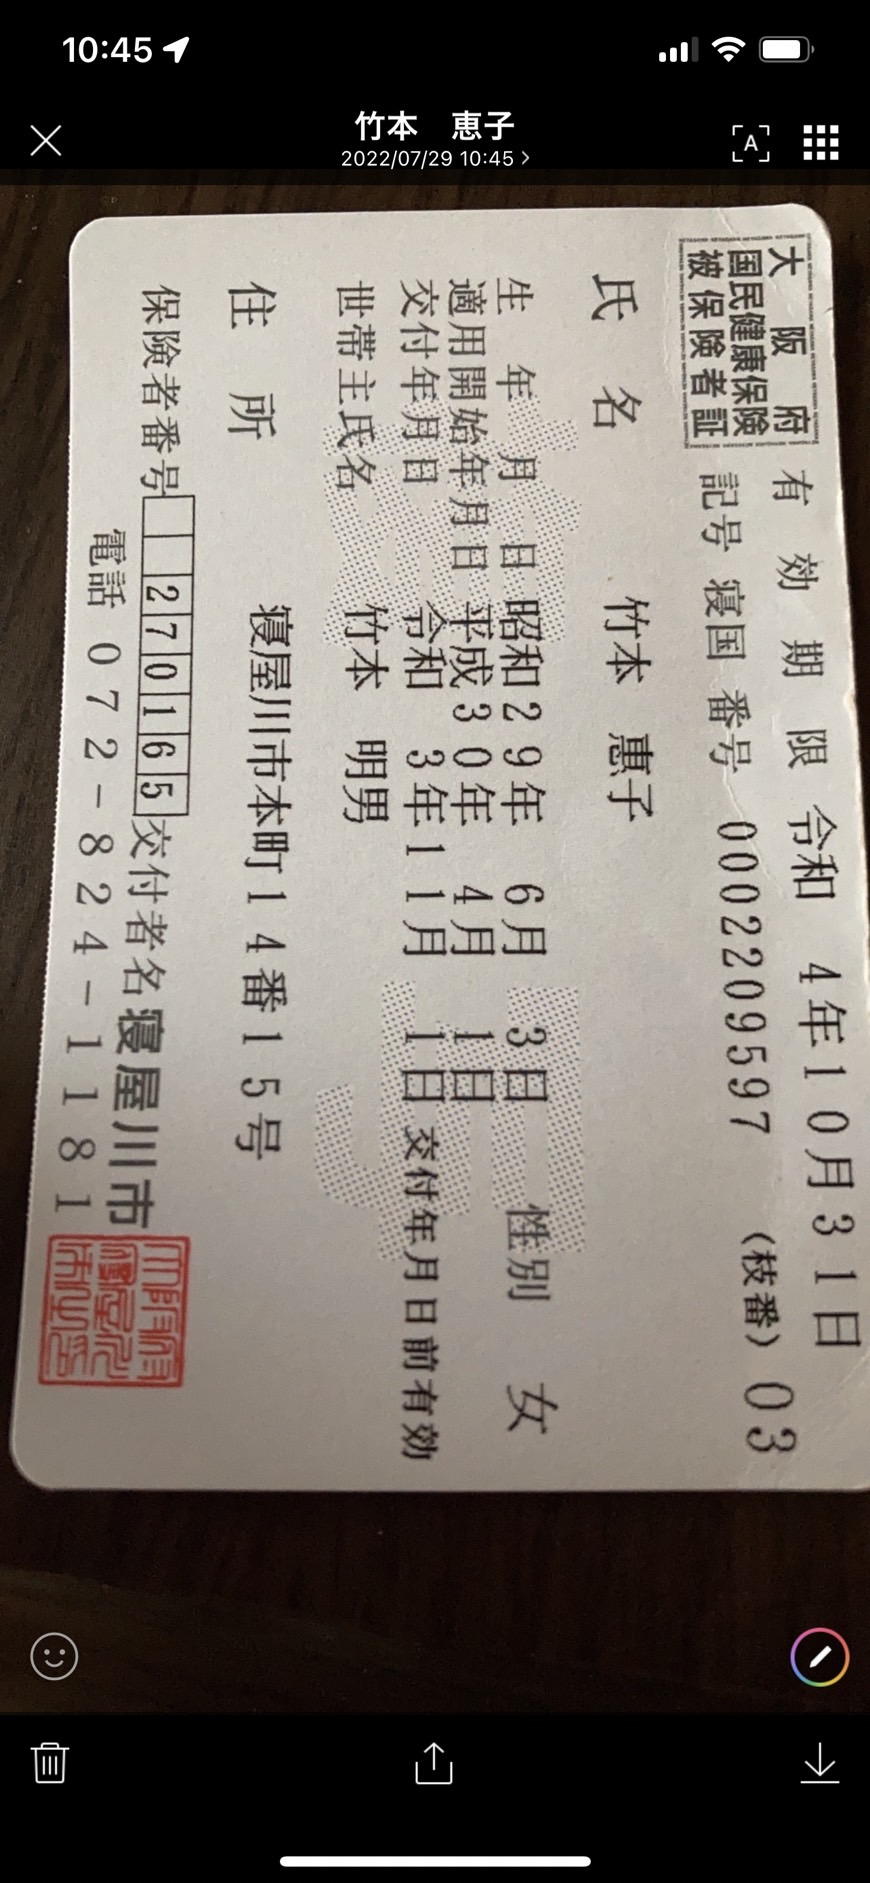 10:45
竹本　恵子
2022/07/29 10:45
大阪府
国民健康保険
被保険者証
有効期限 令和 4年10月31日
記号 寝国 番号 0002209597 (枝番) 03
氏名 竹本 惠子
生年月日 昭和29年 6月 3日 性別 女
適用開始年月日 平成30年 4月 1日
交付年月日 令和 3年11月 1日 交付年月日前有効
世帯主氏名 竹本 明男
住所 寝屋川市本町14番15号
保険者番号 270165 交付者名 寝屋川市
電話 072-824-1181